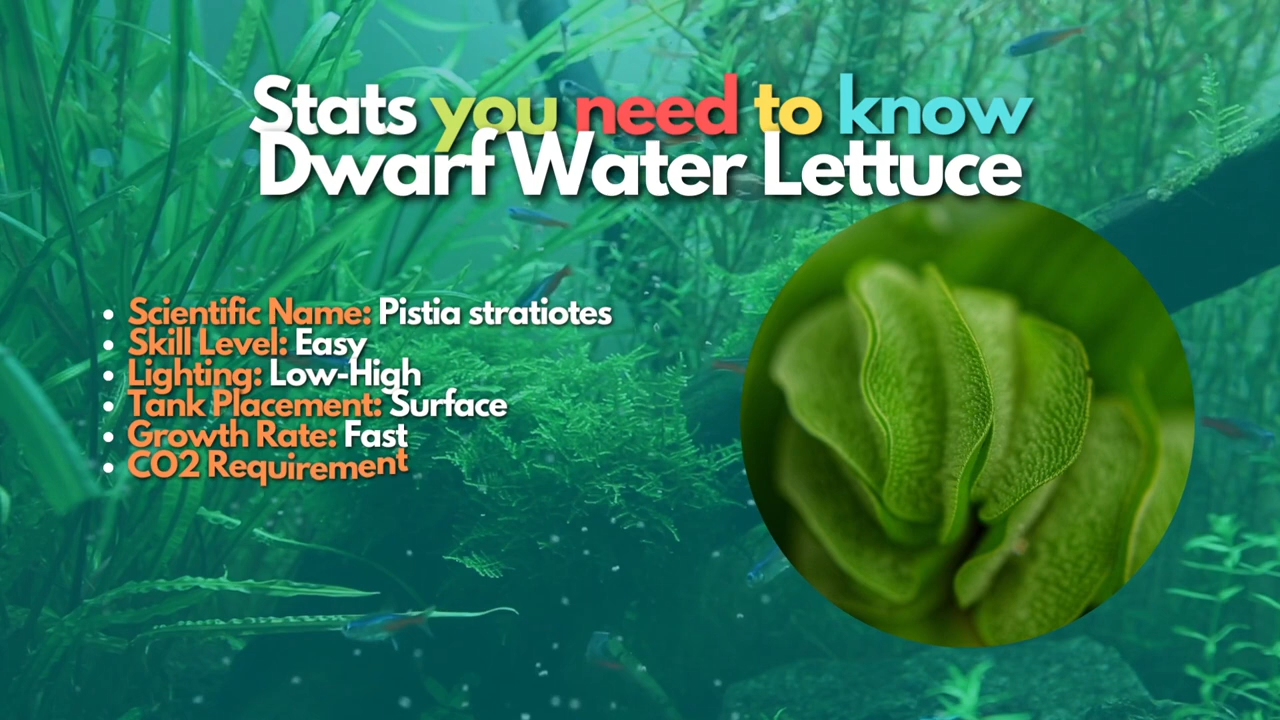 Stats you need to know
Dwarf Water Lettuce
• Scientific Name: Pistia stratiotes
• Skill Level: Easy
• Lighting: Low-High
• Tank Placement: Surface
• Growth Rate: Fast
• CO2 Requirement